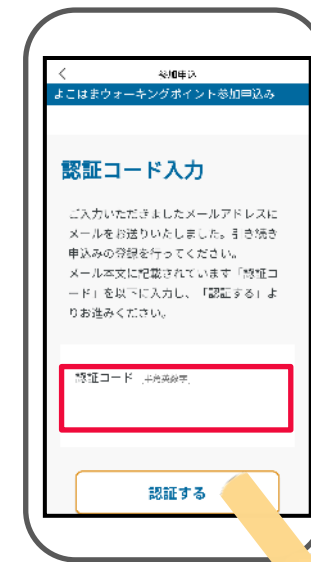 参加申込
よこはまウォーキングポイント参加申込み
認証コード入力
ご入力いただきましたメールアドレスに
メールをお送りいたしました。引き続き
申込みの登録を行ってください。
メール本文に記載されています「認証コ
ード」を以下に入力し、「認証する」よ
りお進みください。
認証コード [半角英数字]
認証する